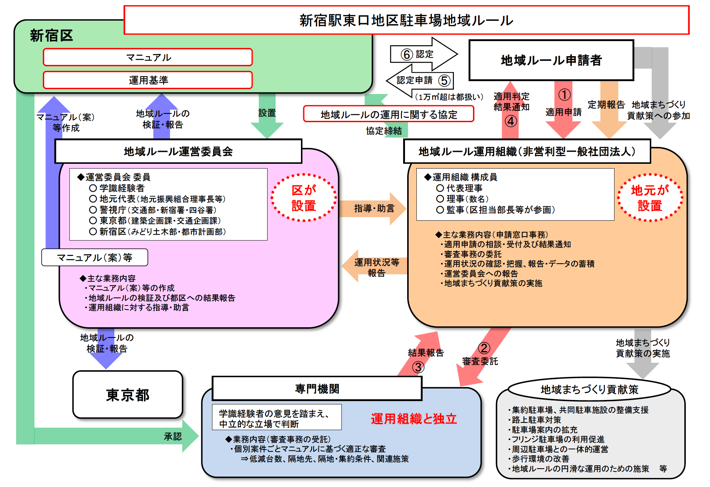 新宿駅東口地区駐車場地域ルール
新宿区
マニュアル
運用基準
⑥認定
認定申請⑤
(1万㎡超は都扱い)
地域ルール申請者
マニュアル(案)
等作成
地域ルールの
検証・報告
設置
地域ルールの運用に関する協定
協定締結
適用判定
結果通知
④
①
適用申請
定期報告
地域まちづくり
貢献策への参加
地域ルール運営委員会
◆運営委員会 委員
○ 学識経験者
○ 地元代表(地元振興組合理事長等)
○ 警視庁(交通部・新宿署・四谷署)
○ 東京都(建築企画課・交通企画課)
○ 新宿区(みどり土木部・都市計画部)
区が
設置
マニュアル(案)等
◆主な業務内容
・マニュアル(案)等の作成
・地域ルールの検証及び都区への結果報告
・運用組織に対する指導・助言
指導・助言
運用状況等
報告
地域ルール運用組織(非営利型一般社団法人)
◆運用組織 構成員
○ 代表理事
○ 理事(数名)
○ 監事(区担当部長等が参画)
地元が
設置
◆主な業務内容(申請窓口事務)
・適用申請の相談・受付及び結果通知
・審査事務の委託
・運用状況の確認・把握、報告・データの蓄積
・運営委員会への報告
・地域まちづくり貢献策の実施
地域ルールの
検証・報告
東京都
承認
結果報告
③
②
審査委託
地域まちづくり
貢献策の実施
専門機関
学識経験者の意見を踏まえ、
中立的な立場で判断
運用組織と独立
◆業務内容(審査事務の受託)
・個別案件ごとマニュアルに基づく適正な審査
⇒低減台数、隔地先、隔地・集約条件、関連施策
地域まちづくり貢献策
・集約駐車場、共同駐車施設の整備支援
・路上駐車対策
・駐車場案内の拡充
・フリンジ駐車場の利用促進
・周辺駐車場との一体的運営
・歩行環境の改善
・地域ルールの円滑な運用のための施策 等